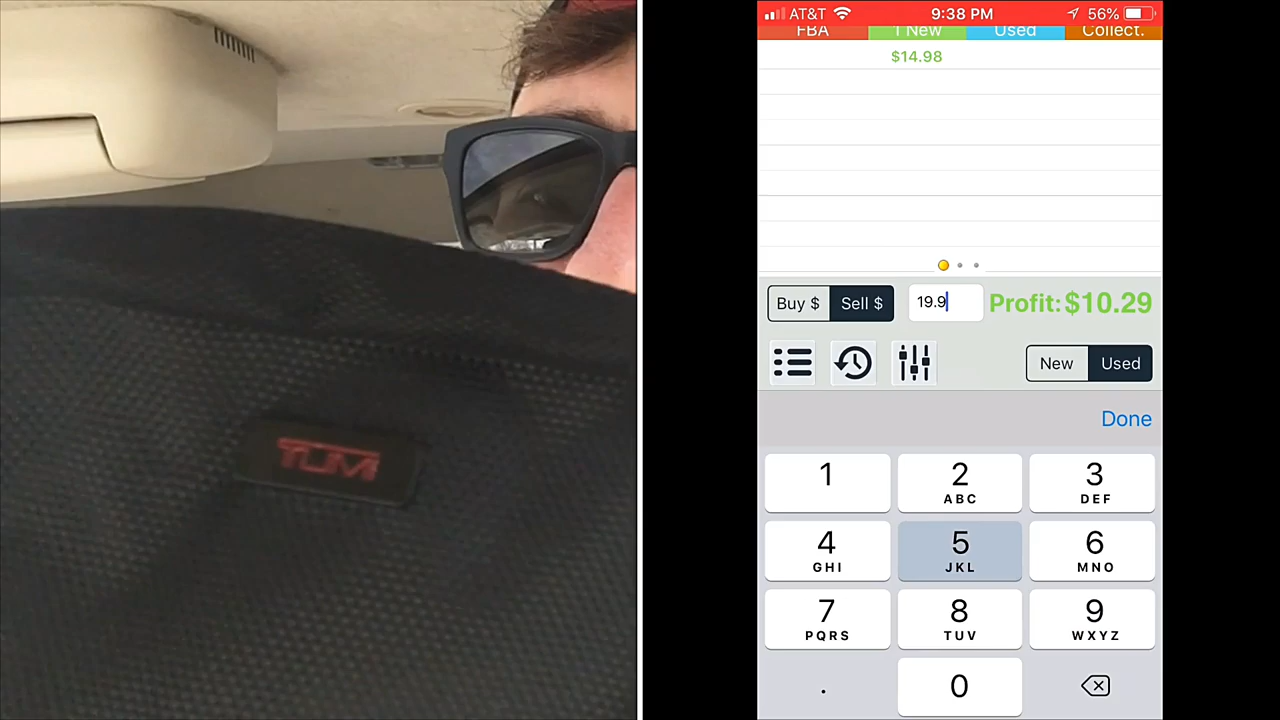 TUMI
AT&T 9:38 PM 56%
FBA 1 New Used Collect.
$14.98
Buy $ Sell $ 19.9 Profit: $10.29
New Used
Done
1 2 3
ABC DEF
4 5 6
GHI JKL MNO
7 8 9
PQRS TUV WXYZ
. 0